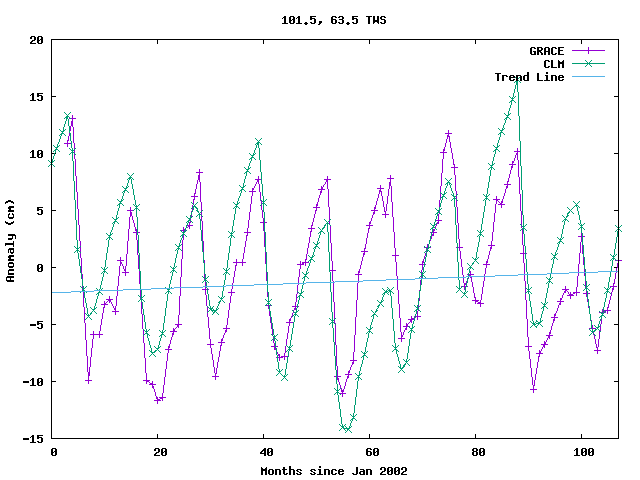 101.5, 63.5 TWS
GRACE
CLM
Trend Line
20
15
10
5
0
-5
-10
-15
Anomaly (cm)
0 20 40 60 80 100
Months since Jan 2002